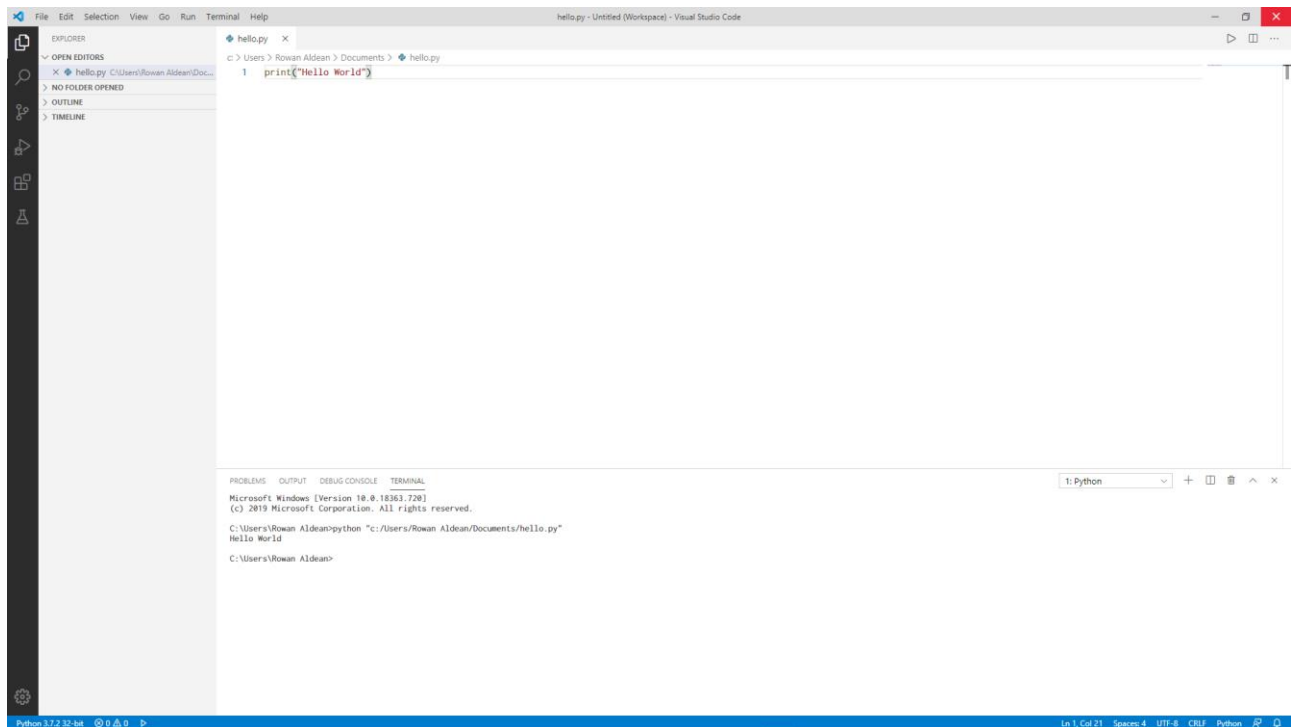 File Edit Selection View Go Run Terminal Help
hello.py - Untitled (Workspace) - Visual Studio Code
EXPLORER
OPEN EDITORS
hello.py C:\Users\Rowan Aldean\Doc...
NO FOLDER OPENED
OUTLINE
TIMELINE
hello.py
c: > Users > Rowan Aldean > Documents > hello.py
1 print("Hello World")
PROBLEMS OUTPUT DEBUG CONSOLE TERMINAL
1: Python
Microsoft Windows [Version 10.0.18363.720]
(c) 2019 Microsoft Corporation. All rights reserved.
C:\Users\Rowan Aldean>python "c:/Users/Rowan Aldean/Documents/hello.py"
Hello World
C:\Users\Rowan Aldean>
Python 3.7.2 32-bit 0 0
Ln 1, Col 21 Spaces: 4 UTF-8 CRLF Python